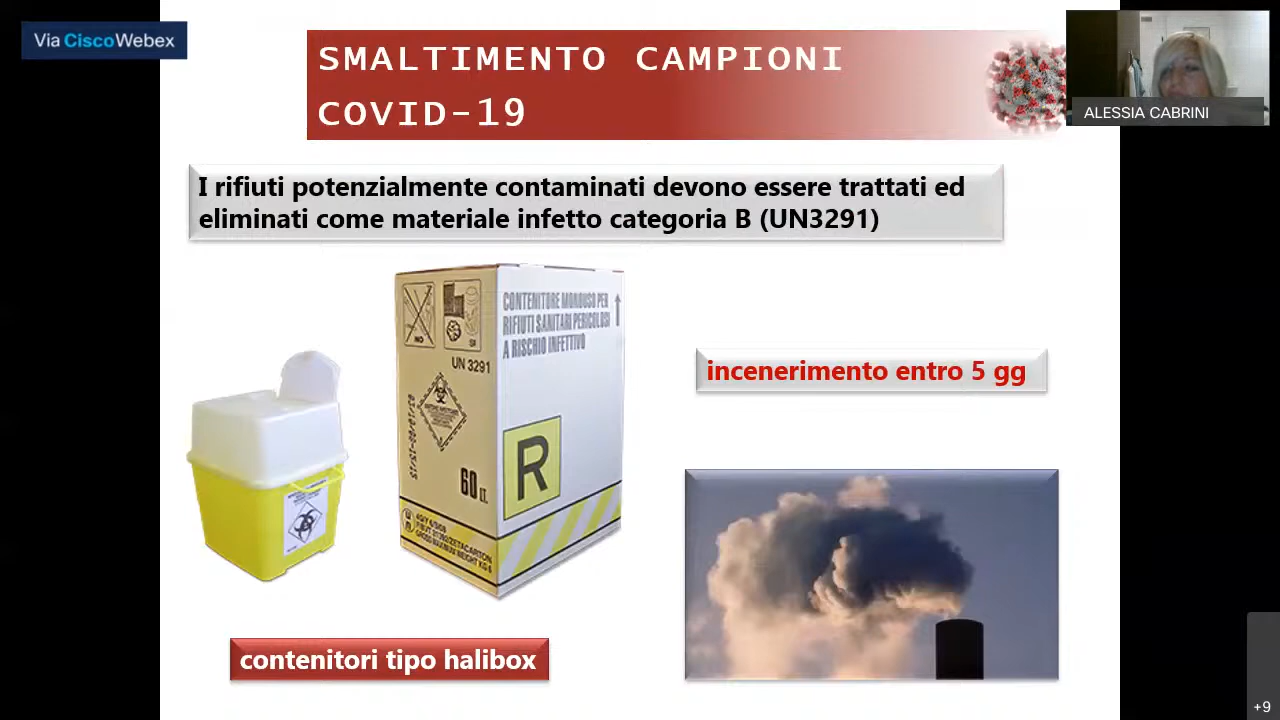 Via Cisco Webex
SMALTIMENTO CAMPIONI
COVID-19
ALESSIA CABRINI
I rifiuti potenzialmente contaminati devono essere trattati ed
eliminati come materiale infetto categoria B (UN3291)
CONTENITORE MONOUSO PER
RIFIUTI SANITARI PERICOLOSI
A RISCHIO INFETTIVO
NO
SI
UN 3291
R
60 LT.
incenerimento entro 5 gg
contenitori tipo halibox
+9